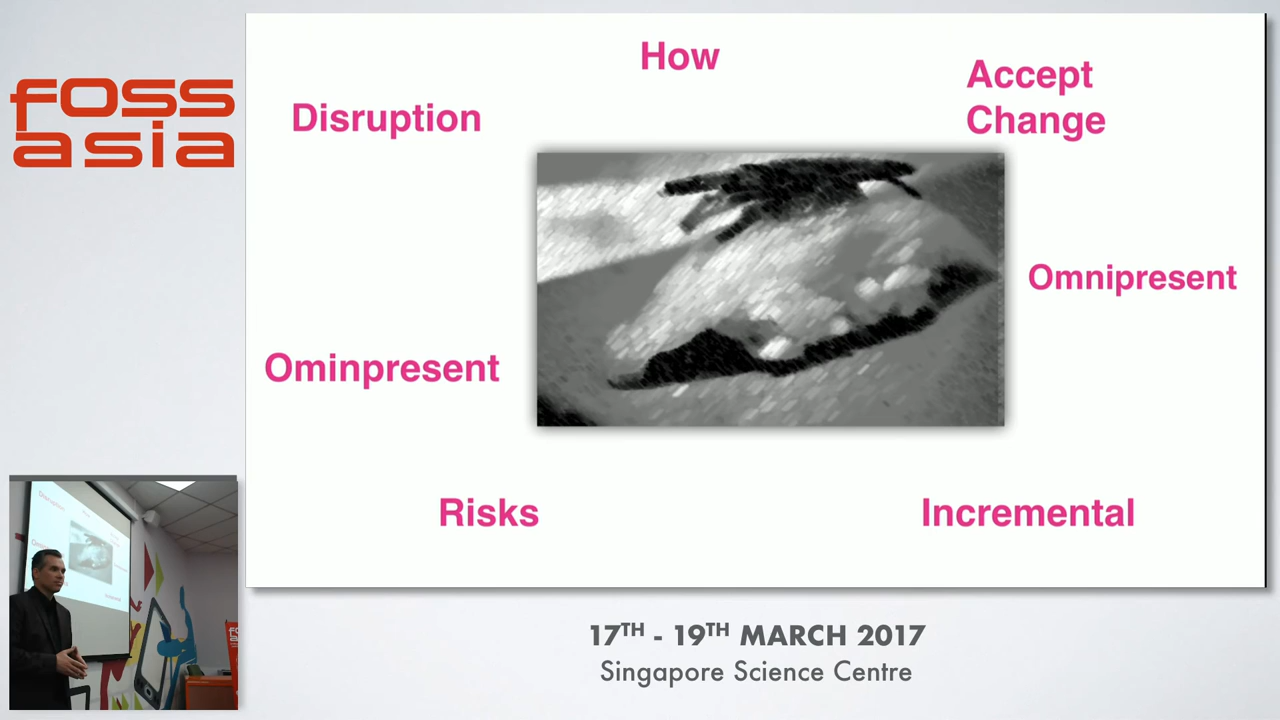 foss
asia
How
Accept
Change
Disruption
Omnipresent
Ominpresent
Risks
Incremental
17TH - 19TH MARCH 2017
Singapore Science Centre